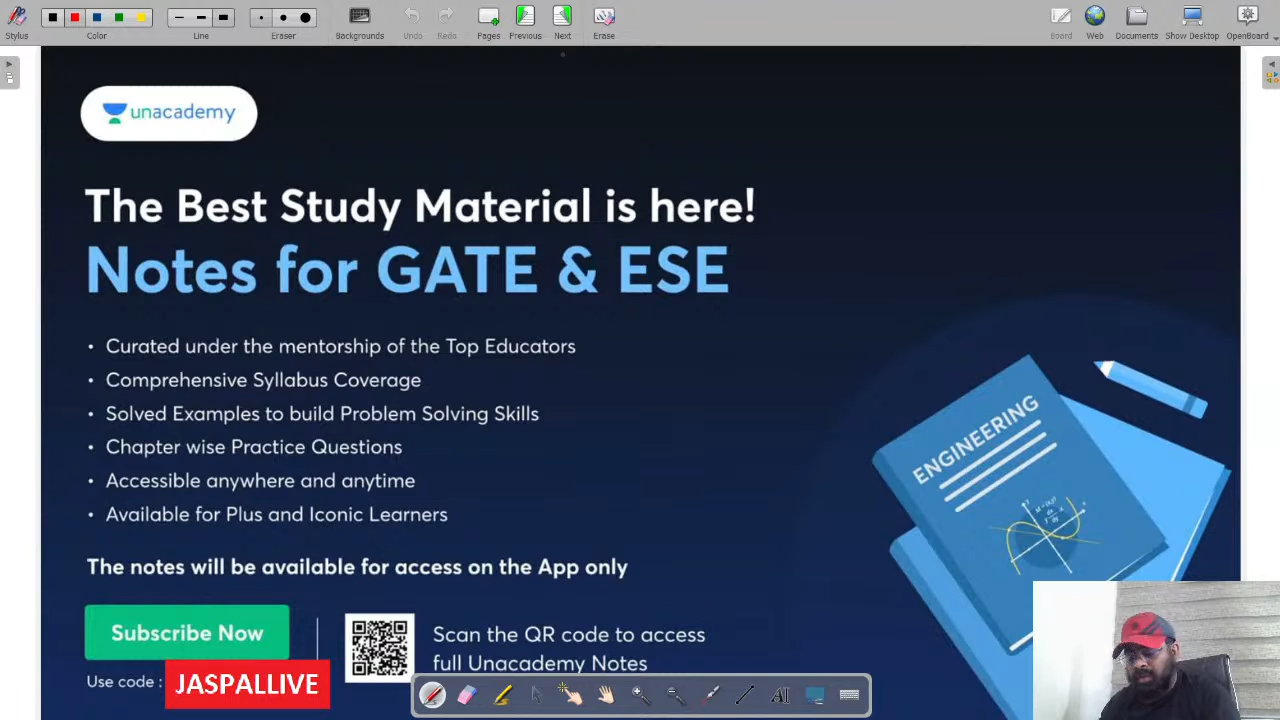 Stylus
Color
Line
Eraser
Backgrounds
Undo
Redo
Pages
Previous
Next
Erase
Board
Web
Documents
Show Desktop
OpenBoard
unacademy
The Best Study Material is here!
Notes for GATE & ESE
• Curated under the mentorship of the Top Educators
• Comprehensive Syllabus Coverage
• Solved Examples to build Problem Solving Skills
• Chapter wise Practice Questions
• Accessible anywhere and anytime
• Available for Plus and Iconic Learners
ENGINEERING
The notes will be available for access on the App only
Subscribe Now
Scan the QR code to access
full Unacademy Notes
Use code : JASPALLIVE
AI